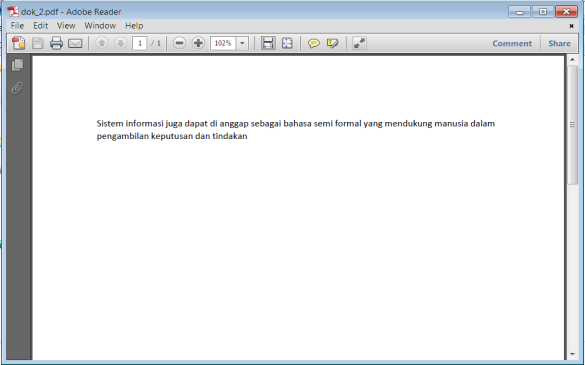 dok_2.pdf - Adobe Reader
File Edit View Window Help
1 / 1 102% Comment Share
Sistem informasi juga dapat di anggap sebagai bahasa semi formal yang mendukung manusia dalam
pengambilan keputusan dan tindakan